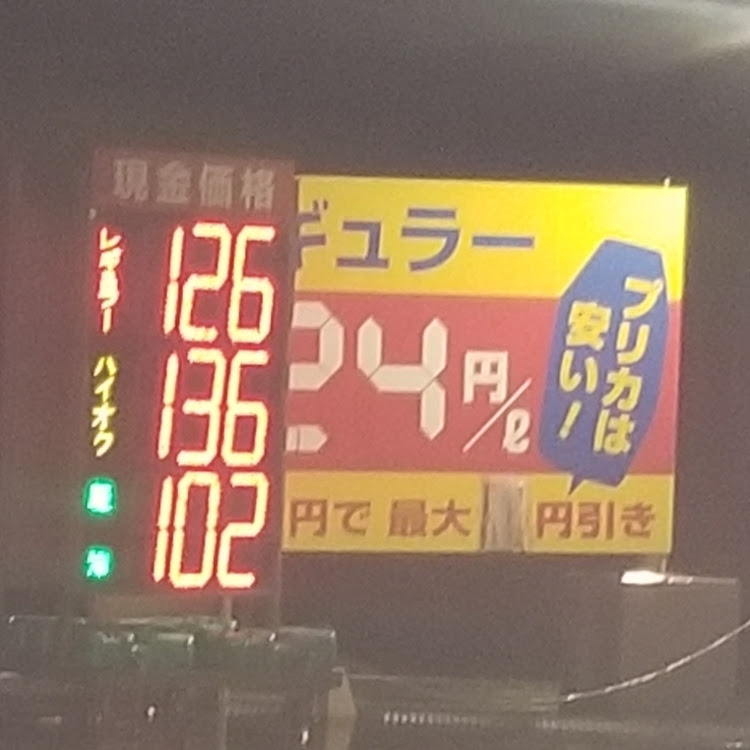 現金価格
レギュラー 126
ハイオク 136
軽油 102
ギュラー
24円/ℓ
プリカは
安い!
円で 最大 円引き